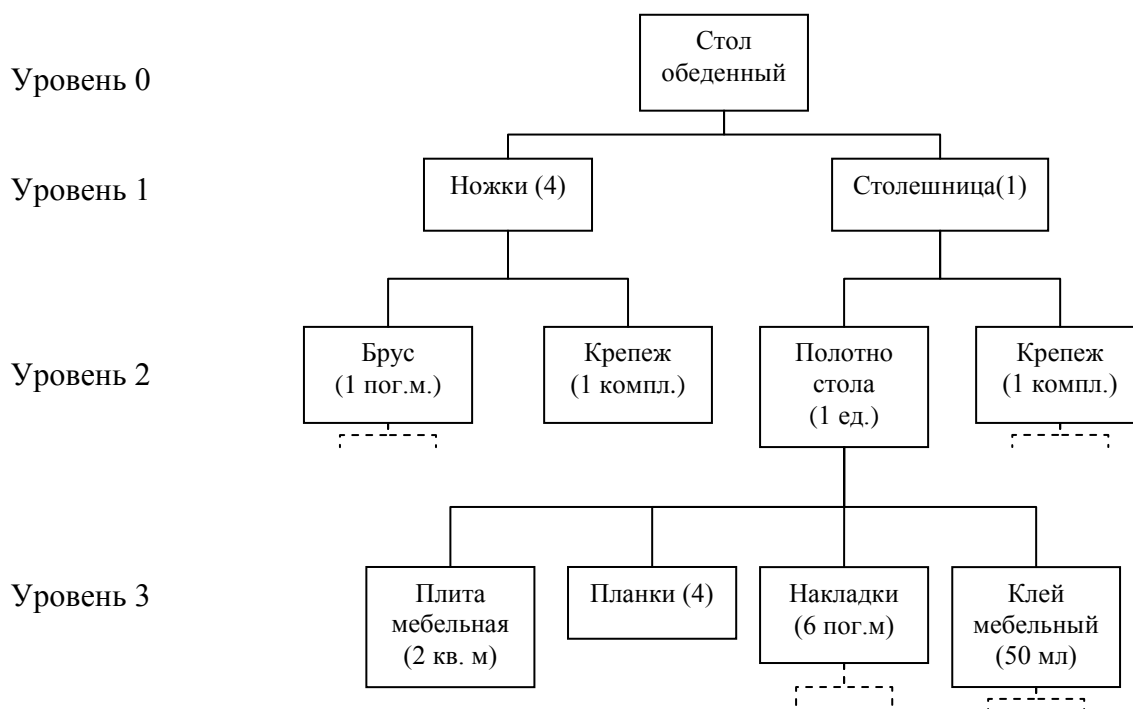 Стол
обеденный
Уровень 0
Уровень 1
Ножки (4)
Столешница(1)
Уровень 2
Брус
(1 пог.м.)
Крепеж
(1 компл.)
Полотно
стола
(1 ед.)
Крепеж
(1 компл.)
Уровень 3
Плита
мебельная
(2 кв. м)
Планки (4)
Накладки
(6 пог.м)
Клей
мебельный
(50 мл)